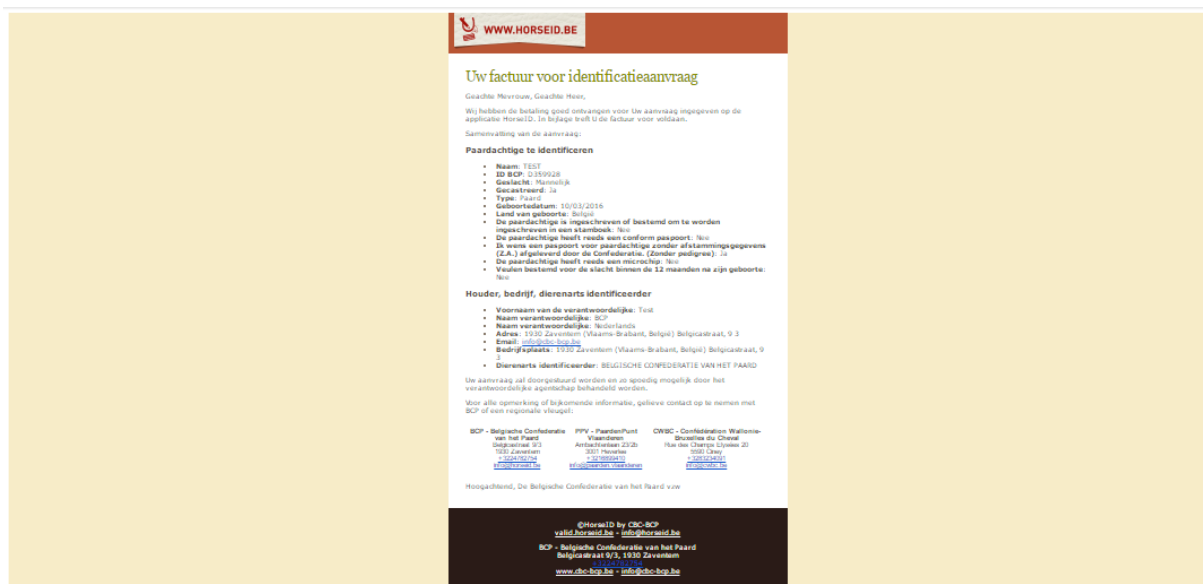 WWW.HORSEID.BE
Uw factuur voor identificatieaanvraag
Geachte Mevrouw, Geachte Heer,
Wij hebben de betaling goed ontvangen voor Uw aanvraag ingegeven op de
applicatie HorseID. In bijlage treft U de factuur voor voldaan.
Samenvatting van de aanvraag:
Paardachtige te identificeren
• Naam: TEST
• ID BCP: D359928
• Geslacht: Mannelijk
• Gecastreerd: Ja
• Type: Paard
• Geboortedatum: 10/03/2016
• Land van geboorte: België
• De paardachtige is ingeschreven of bestemd om te worden
ingeschreven in een stamboek: Nee
• De paardachtige heeft reeds een conform paspoort: Nee
• Ik wens een paspoort voor paardachtige zonder afstammingsgegevens
(Z.A.) afgeleverd door de Confederatie. (Zonder pedigree): Ja
• De paardachtige heeft reeds een microchip: Nee
• Veulen bestemd voor de slacht binnen de 12 maanden na zijn geboorte:
Nee
Houder, bedrijf, dierenarts identificeerder
• Voornaam van de verantwoordelijke: Test
• Naam verantwoordelijke: BCP
• Naam verantwoordelijke: Nederlands
• Adres: 1930 Zaventem (Vlaams-Brabant, België) Belgicastraat, 9 3
• Email: info@cbc-bcp.be
• Bedrijfsplaats: 1930 Zaventem (Vlaams-Brabant, België) Belgicastraat, 9
3
• Dierenarts identificeerder: BELGISCHE CONFEDERATIE VAN HET PAARD
Uw aanvraag zal doorgestuurd worden en zo spoedig mogelijk door het
verantwoordelijke agentschap behandeld worden.
Voor alle opmerking of bijkomende informatie, gelieve contact op te nemen met
BCP of een regionale vleugel:
BCP - Belgische Confederatie
van het Paard
Belgicastraat 9/3
1930 Zaventem
+3224782754
info@horseid.be
PPV - PaardenPunt
Vlaanderen
Ambachtenlaan 23/2b
3001 Heverlee
+3216899410
info@paarden.vlaanderen
CWBC - Confédération Wallonie-
Bruxelles du Cheval
Rue des Champs Elysées 20
5590 Ciney
+3283234091
info@cwbc.be
Hoogachtend, De Belgische Confederatie van het Paard vzw
©HorseID by CBC-BCP
valid.horseid.be - info@horseid.be
BCP - Belgische Confederatie van het Paard
Belgicastraat 9/3, 1930 Zaventem
+3224782754
www.cbc-bcp.be - info@cbc-bcp.be